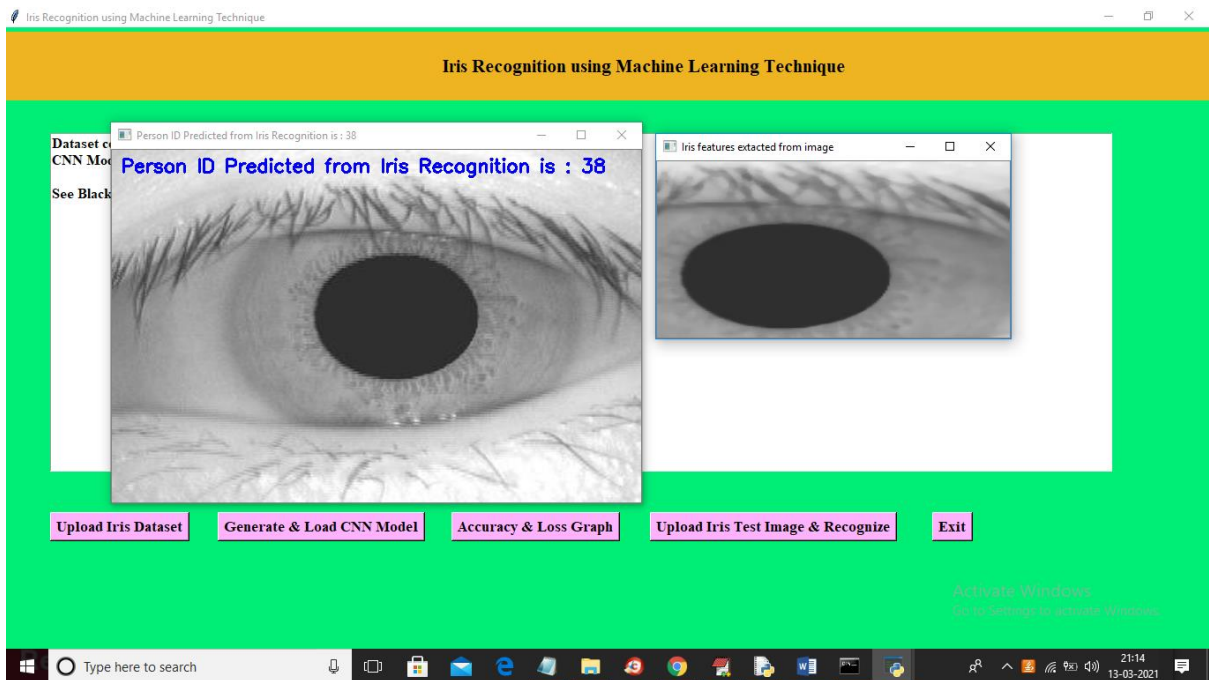 Iris Recognition using Machine Learning Technique
Iris Recognition using Machine Learning Technique
Dataset
CNN
See Black
Person ID Predicted from Iris Recognition is : 38
Person ID Predicted from Iris Recognition is : 38
Iris features extacted from image
Upload Iris Dataset
Generate & Load CNN Model
Accuracy & Loss Graph
Upload Iris Test Image & Recognize
Exit
Activate Windows
Go to Settings to activate Windows.
Type here to search
21:14
13-03-2021